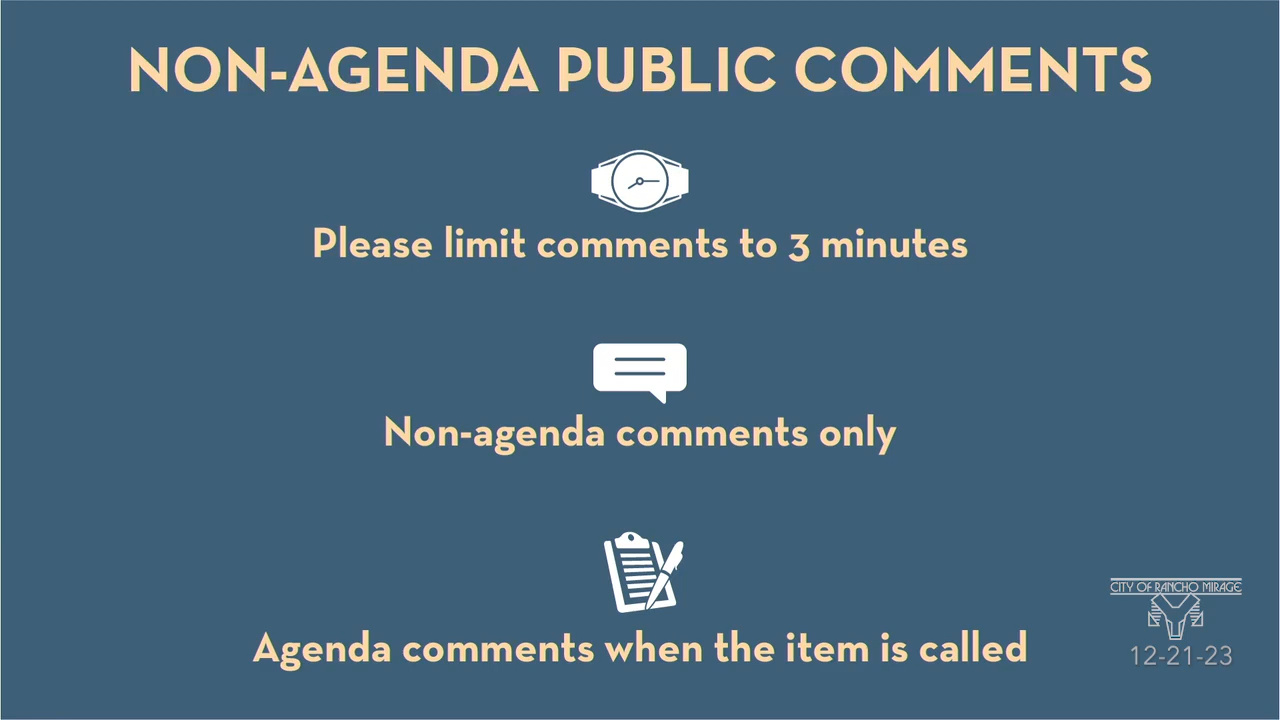 NON-AGENDA PUBLIC COMMENTS
Please limit comments to 3 minutes
Non-agenda comments only
Agenda comments when the item is called
CITY OF RANCHO MIRAGE
12-21-23